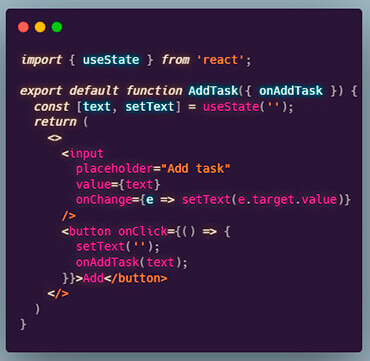 import { useState } from 'react';
export default function AddTask({ onAddTask }) {
  const [text, setText] = useState('');
  return (
    <>
      <input
        placeholder="Add task"
        value={text}
        onChange={e => setText(e.target.value)}
      />
      <button onClick={() => {
        setText('');
        onAddTask(text);
      }}>Add</button>
    </>
  )
}